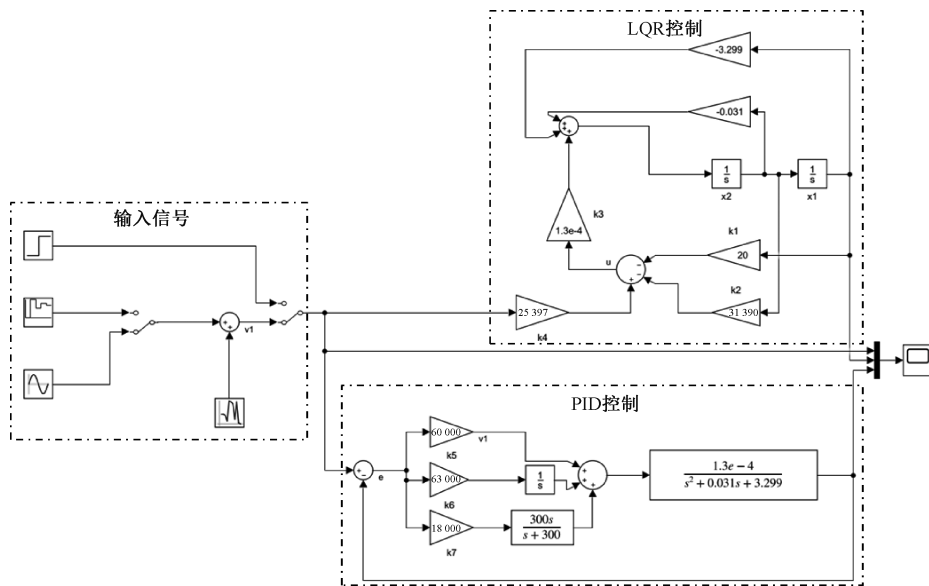 LQR控制
-3.299
-0.031
1
s
x2
1
s
x1
k3
1.3e-4
u
k1
20
k2
31 390
25 397
k4
输入信号
v1
PID控制
e
60 000
v1
k5
63 000
k6
1
s
18 000
k7
300s
s + 300
1.3e − 4
s² + 0.031s + 3.299